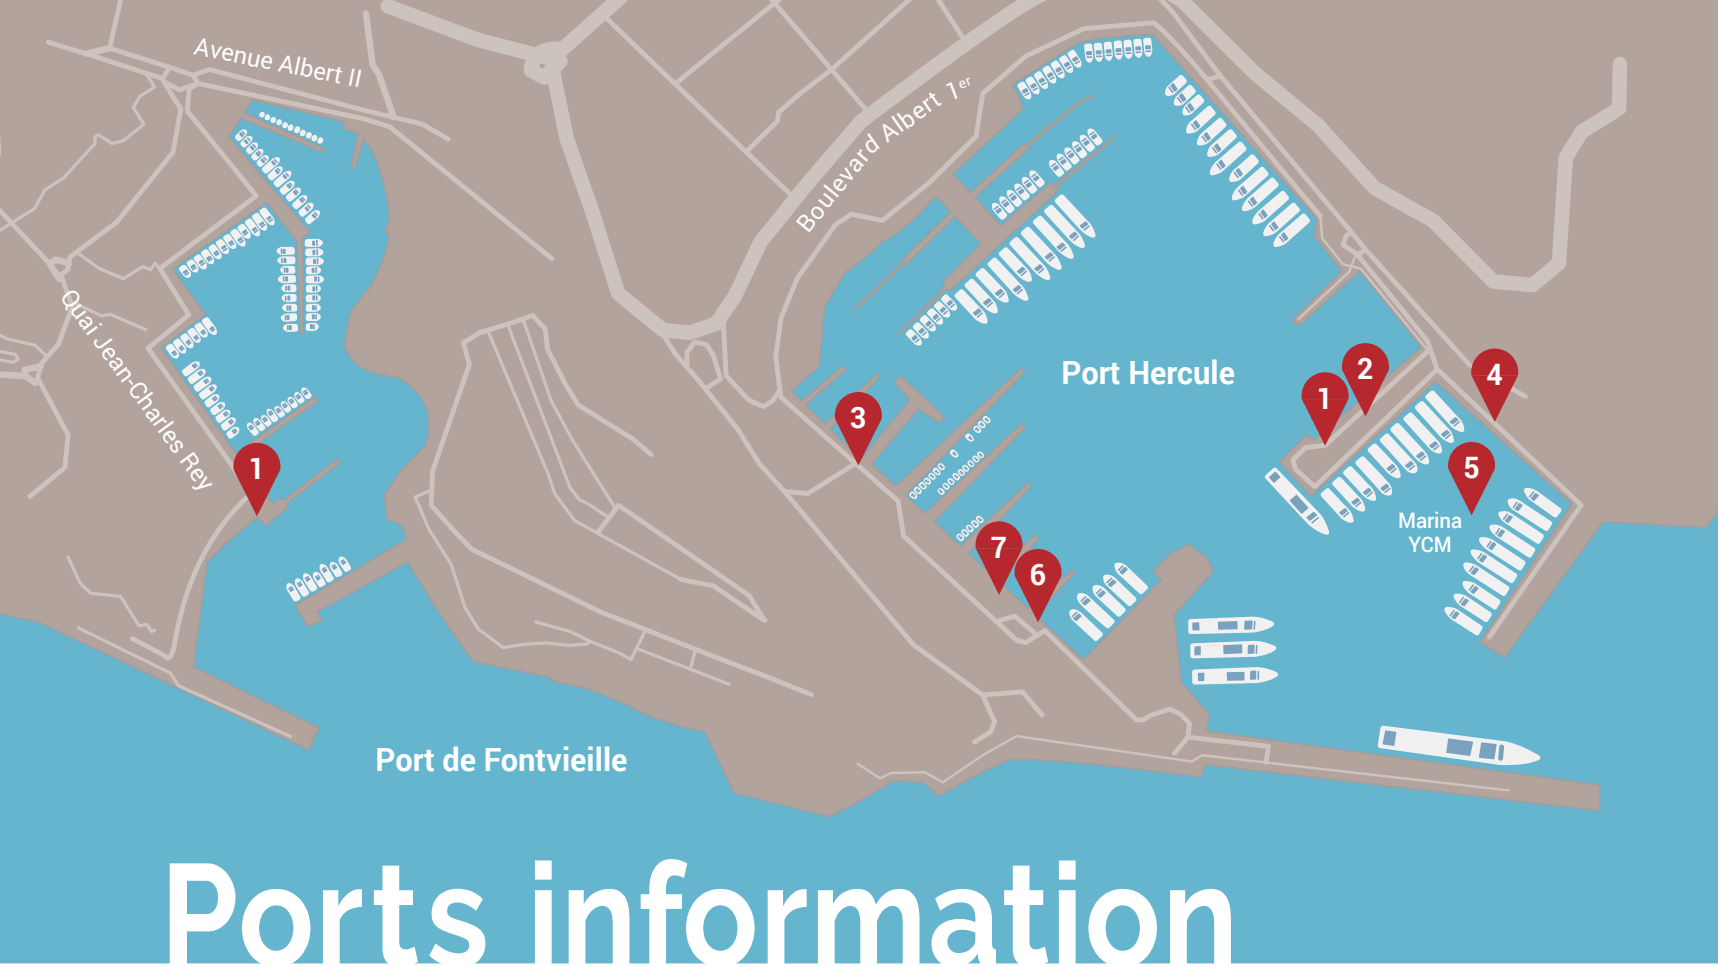 Avenue Albert II
Boulevard Albert 1er
Quai Jean-Charles Rey
Port Hercule
1
2
3
4
5
1
Marina
YCM
7
6
Port de Fontvieille
Ports information